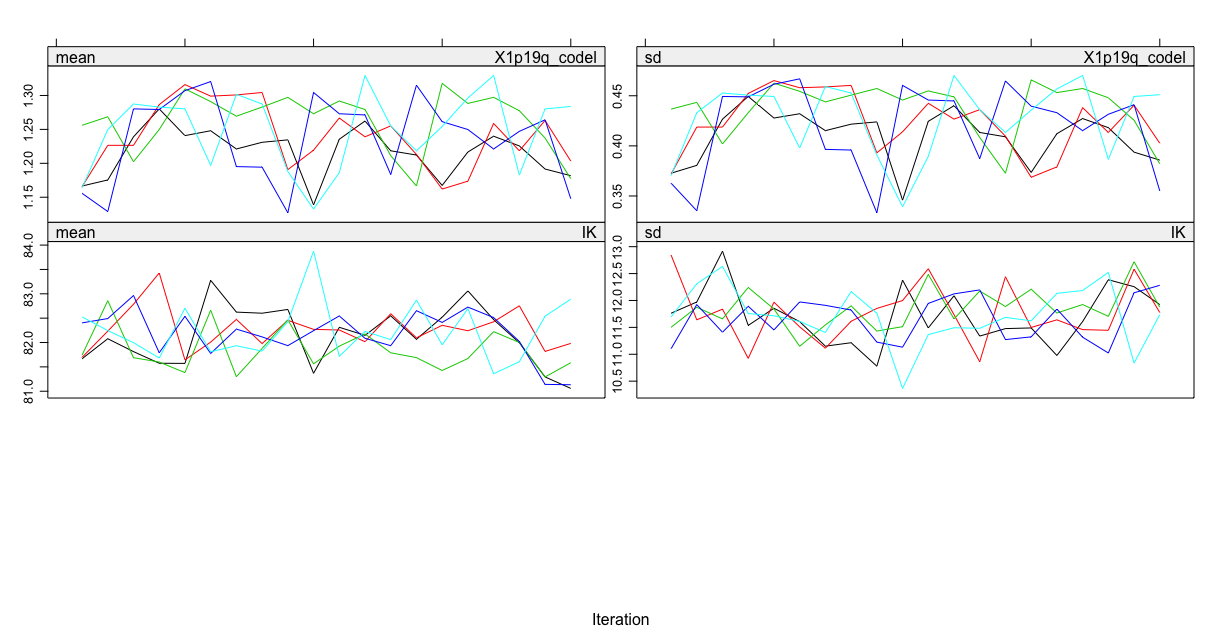 mean X1p19q_codel
sd X1p19q_codel
1.15 1.20 1.25 1.30
0.35 0.40 0.45
mean IK
sd IK
81.0 82.0 83.0 84.0
10.5 11.0 11.5 12.0 12.5 13.0
Iteration